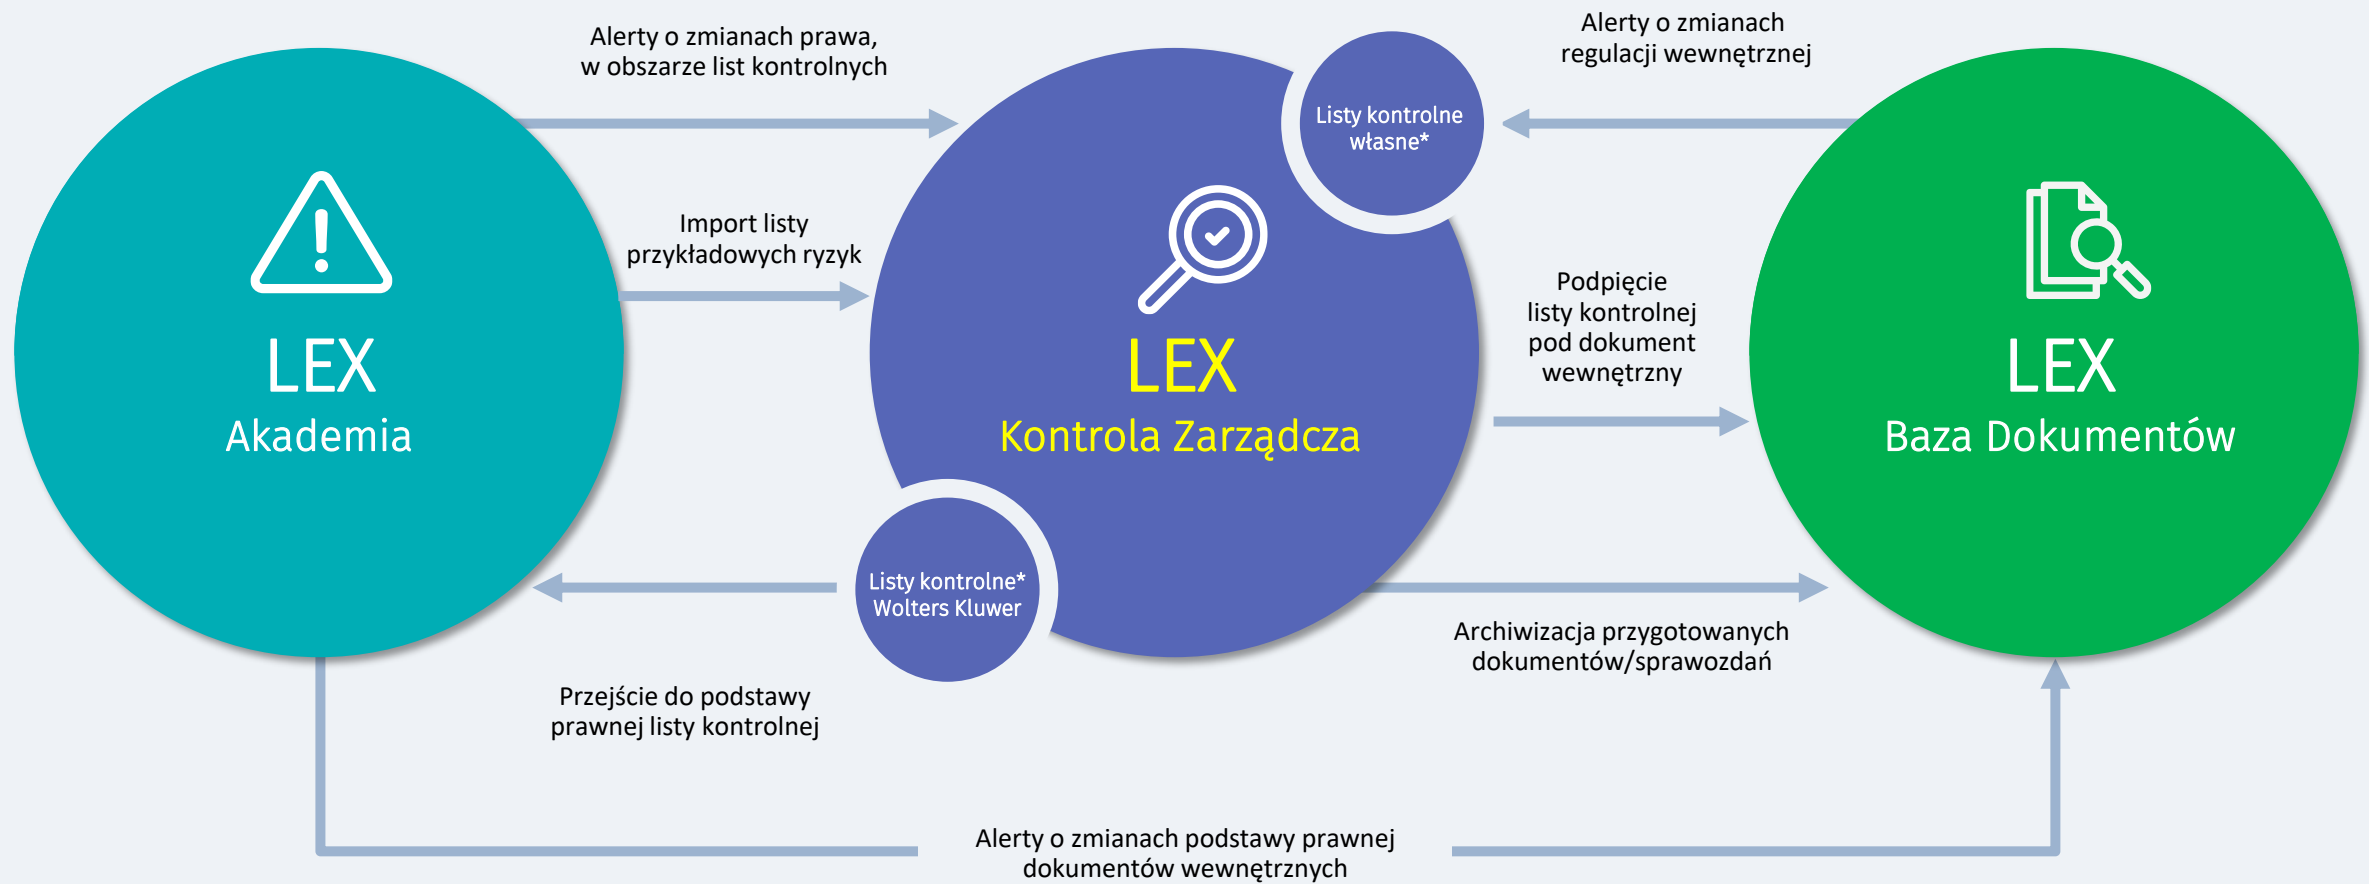 Alerty o zmianach prawa,
w obszarze list kontrolnych
Alerty o zmianach
regulacji wewnętrznej
Listy kontrolne
własne*
Import listy
przykładowych ryzyk
Podpięcie
listy kontrolnej
pod dokument
wewnętrzny
LEX
Akademia
LEX
Kontrola Zarządcza
LEX
Baza Dokumentów
Listy kontrolne*
Wolters Kluwer
Archiwizacja przygotowanych
dokumentów/sprawozdań
Przejście do podstawy
prawnej listy kontrolnej
Alerty o zmianach podstawy prawnej
dokumentów wewnętrznych